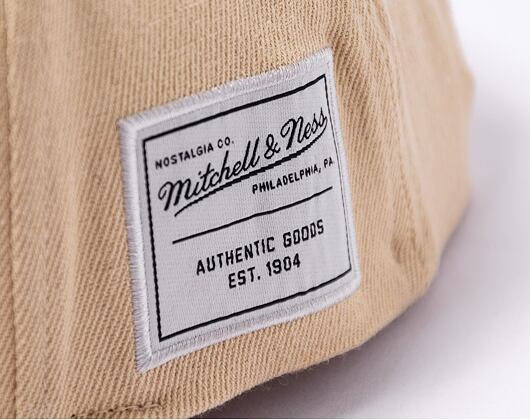 NOSTALGIA CO.
Mitchell & Ness
PHILADELPHIA, PA.
AUTHENTIC GOODS
EST. 1904